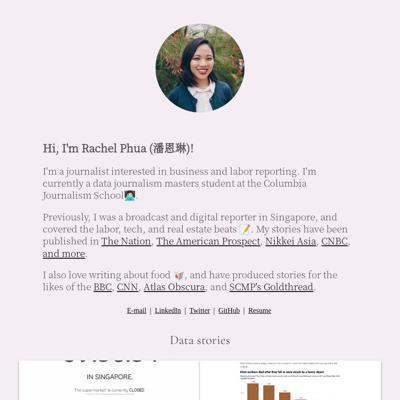 Hi, I'm Rachel Phua (潘恩琳)!
I'm a journalist interested in business and labor reporting. I'm
currently a data journalism masters student at the Columbia
Journalism School👩🏻‍💻.
Previously, I was a broadcast and digital reporter in Singapore, and
covered the labor, tech, and real estate beats 📝. My stories have been
published in The Nation, The American Prospect, Nikkei Asia, CNBC,
and more.
I also love writing about food 🥡, and have produced stories for the
likes of the BBC, CNN, Atlas Obscura, and SCMP's Goldthread.
E-mail | LinkedIn | Twitter | GitHub | Resume
Data stories
IN SINGAPORE.
The supermarket is currently CLOSED.